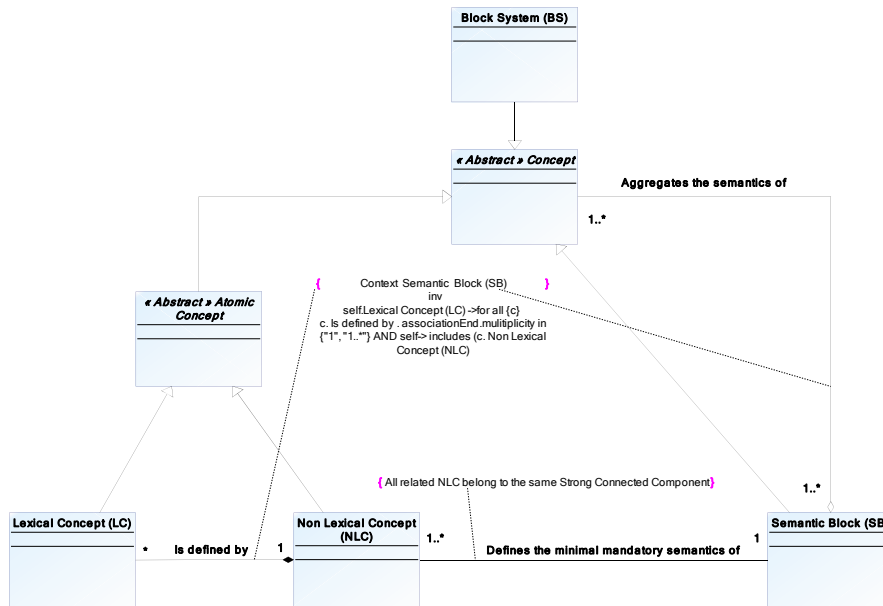 Block System (BS)
« Abstract » Concept
Aggregates the semantics of
1..*
{ Context Semantic Block (SB) }
inv
self.Lexical Concept (LC) ->for all {c}
c. Is defined by . associationEnd.mulitiplicity in
{"1", "1..*"} AND self-> includes (c. Non Lexical
Concept (NLC)
« Abstract » Atomic
Concept
{ All related NLC belong to the same Strong Connected Component}
1..*
Lexical Concept (LC)
Non Lexical Concept
(NLC)
Semantic Block (SB
* Is defined by 1
1..* Defines the minimal mandatory semantics of 1